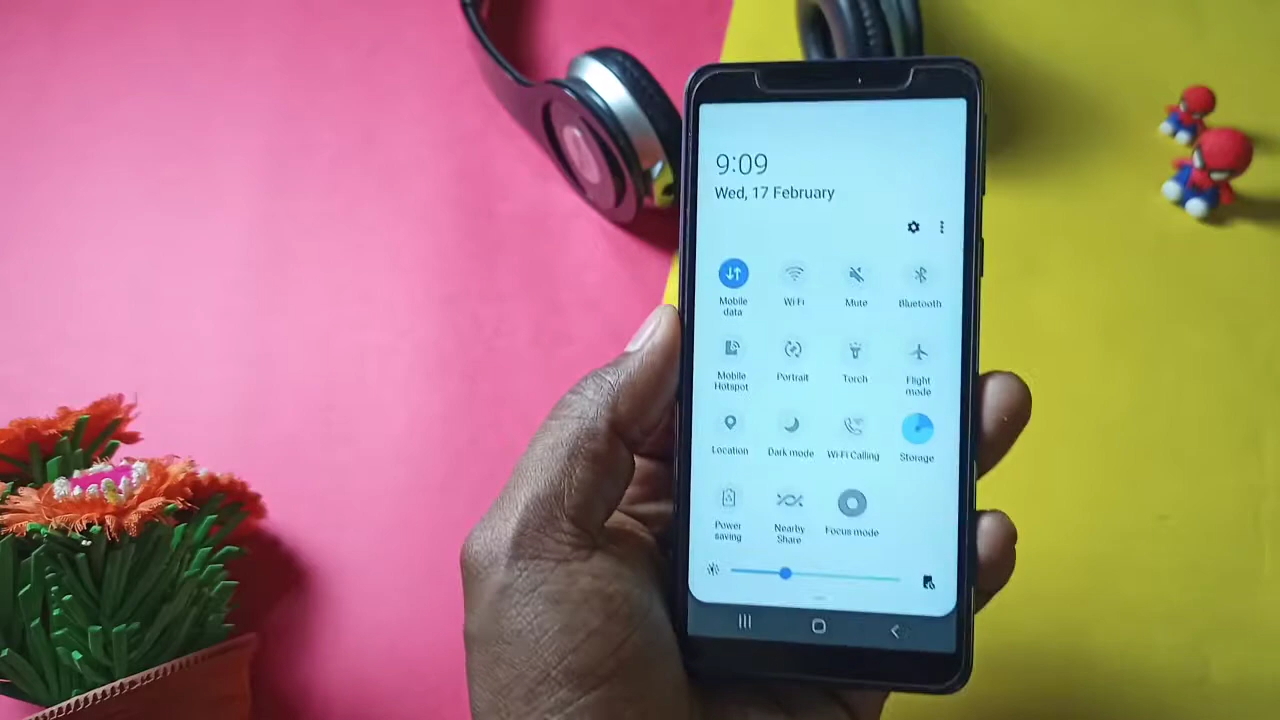 9:09
Wed, 17 February
Mobile
data
Wi Fi
Mute
Bluetooth
Mobile
Hotspot
Portrait
Torch
Flight
mode
Location
Dark mode
Wi-Fi Calling
Storage
Power
saving
Nearby
Share
Focus mode